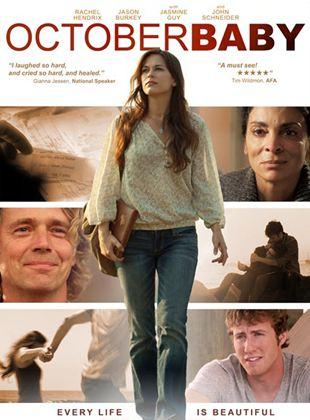 RACHEL HENDRIX JASON BURKEY with JASMINE GUY and JOHN SCHNEIDER
OCTOBER BABY
"I laughed so hard,
and cried so hard, and healed."
Gianna Jessen, National Speaker
"A must see!
★★★★★"
Tim Wildmon, AFA
EVERY LIFE IS BEAUTIFUL